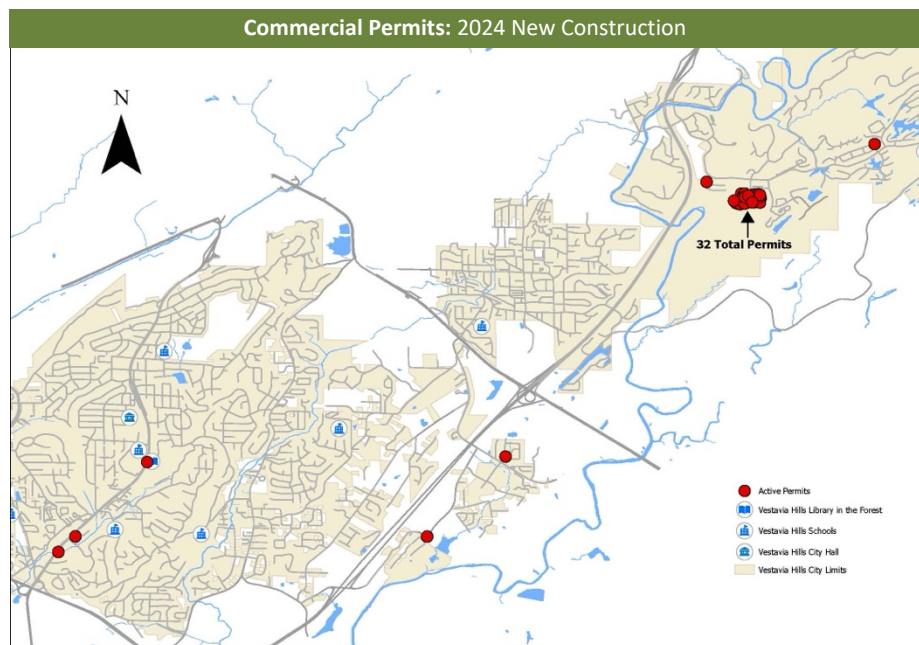 Commercial Permits: 2024 New Construction
N
32 Total Permits
Active Permits
Vestavia Hills Library in the Forest
Vestavia Hills Schools
Vestavia Hills City Hall
Vestavia Hills City Limits